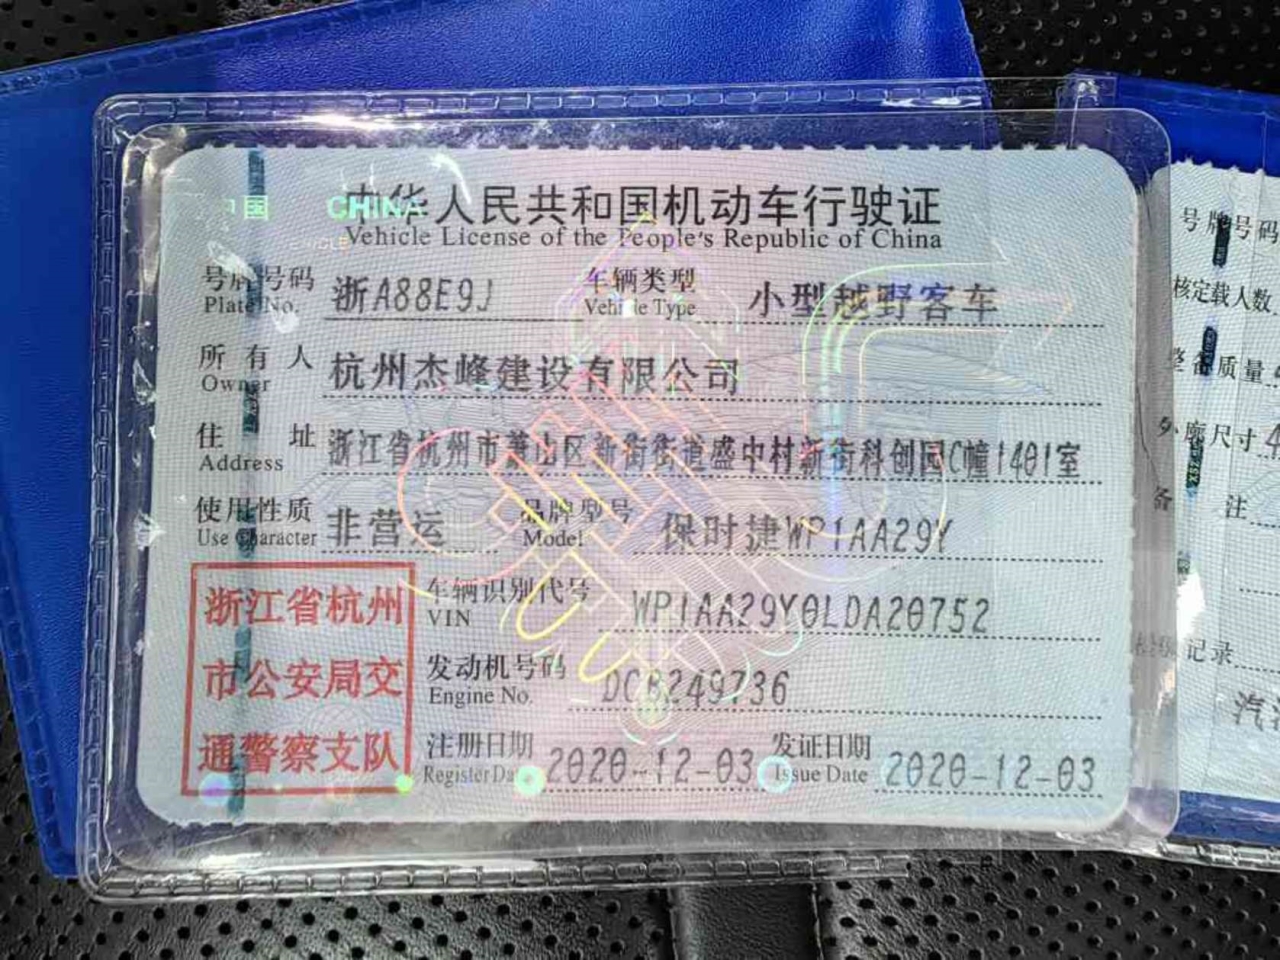 中国 CHINA
VEHICLE
中华人民共和国机动车行驶证
Vehicle License of the People's Republic of China
号牌号码 浙A88E9J 车辆类型 小型越野客车
Plate No. Vehicle Type
所有人 杭州杰峰建设有限公司
Owner
住址 浙江省杭州市萧山区新街街道盛中村新街科创园C幢1401室
Address
使用性质 非营运 品牌型号 保时捷WP1AA29Y
Use Character Model
浙江省杭州
市公安局交
通警察支队
车辆识别代号 WP1AA29Y0LDA20752
VIN
发动机号码 DCB249736
Engine No.
注册日期 2020-12-03 发证日期 2020-12-03
Register Date Issue Date
号牌号码
核定载人数
整备质量
外廓尺寸
备注
记录
汽